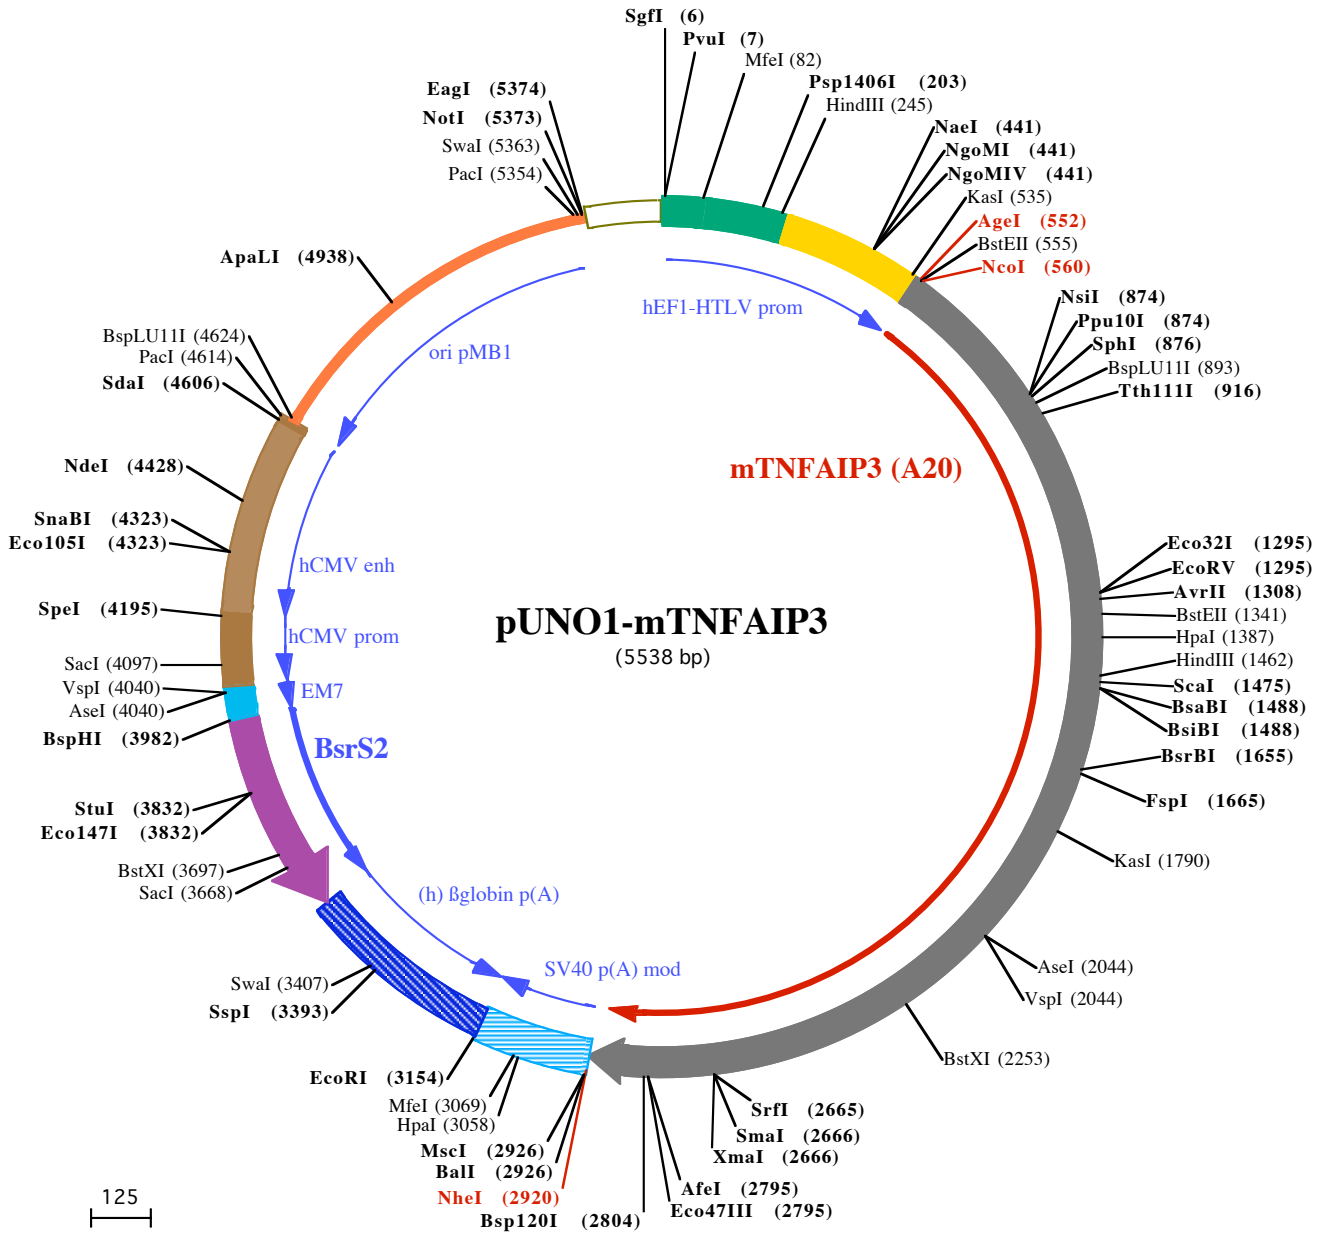 SgfI (6)
PvuI (7)
MfeI (82)
Psp1406I (203)
HindIII (245)
NaeI (441)
NgoMI (441)
NgoMIV (441)
KasI (535)
AgeI (552)
BstEII (555)
NcoI (560)
NsiI (874)
Ppu10I (874)
SphI (876)
BspLU11I (893)
Tth111I (916)
Eco32I (1295)
EcoRV (1295)
AvrII (1308)
BstEII (1341)
HpaI (1387)
HindIII (1462)
ScaI (1475)
BsaBI (1488)
BsiBI (1488)
BsrBI (1655)
FspI (1665)
KasI (1790)
AseI (2044)
VspI (2044)
BstXI (2253)
SrfI (2665)
SmaI (2666)
XmaI (2666)
AfeI (2795)
Eco47III (2795)
Bsp120I (2804)
NheI (2920)
BalI (2926)
MscI (2926)
HpaI (3058)
MfeI (3069)
EcoRI (3154)
SspI (3393)
SwaI (3407)
SacI (3668)
BstXI (3697)
Eco147I (3832)
StuI (3832)
BspHI (3982)
AseI (4040)
VspI (4040)
SacI (4097)
SpeI (4195)
Eco105I (4323)
SnaBI (4323)
NdeI (4428)
SdaI (4606)
PacI (4614)
BspLU11I (4624)
ApaLI (4938)
PacI (5354)
SwaI (5363)
NotI (5373)
EagI (5374)
hEF1-HTLV prom
mTNFAIP3 (A20)
SV40 p(A) mod
(h) ßglobin p(A)
BsrS2
EM7
hCMV prom
hCMV enh
ori pMB1
pUNO1-mTNFAIP3
(5538 bp)
125